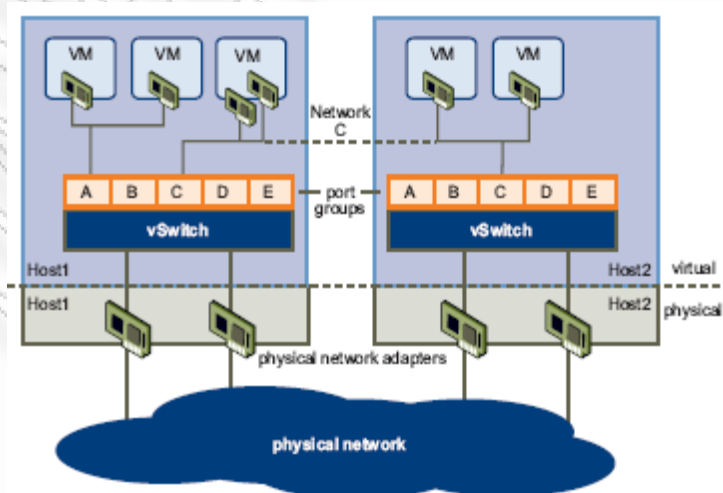 VM VM VM VM VM
Network
C
A B C D E port A B C D E
groups
vSwitch vSwitch
Host1 Host2 virtual
Host1 Host2 physical
physical network adapters
physical network